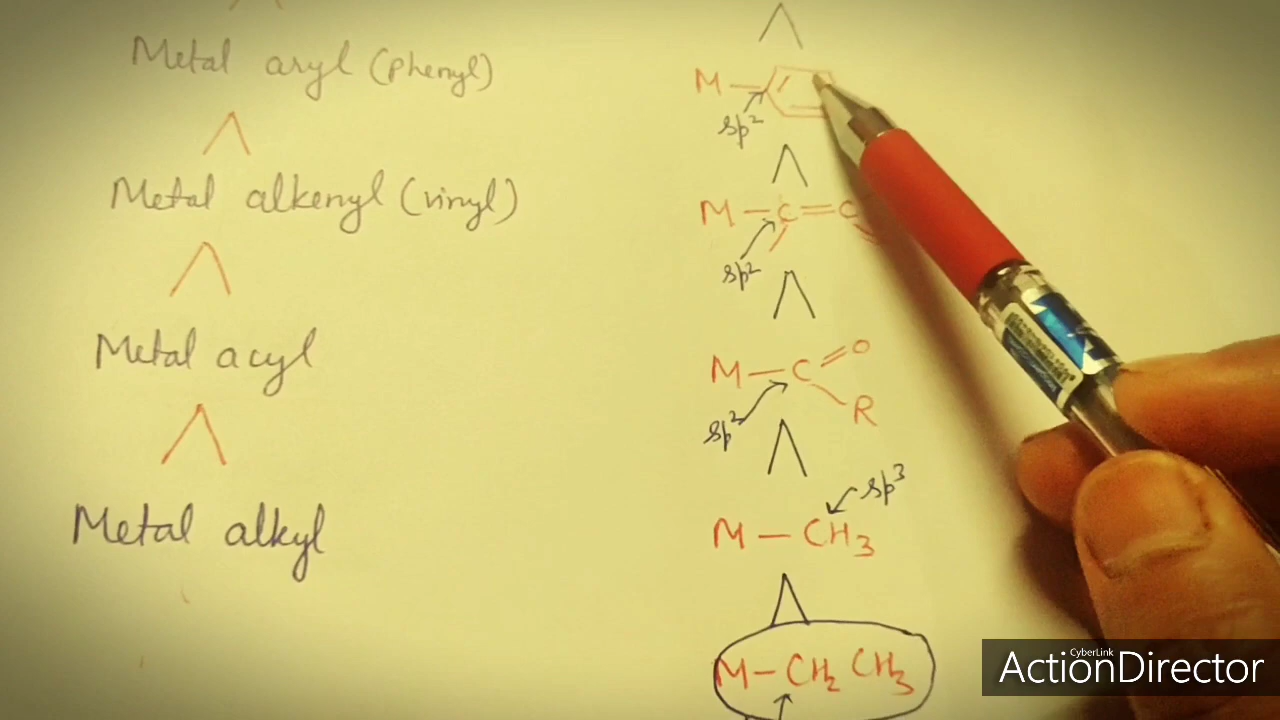 Metal aryl (phenyl)
M
sp²
Metal alkenyl (vinyl)
M — C = C
sp²
Metal acyl
M — C = O
R
sp²
Metal alkyl
sp³
M — CH₃
M — CH₂ CH₃
CyberLink
ActionDirector